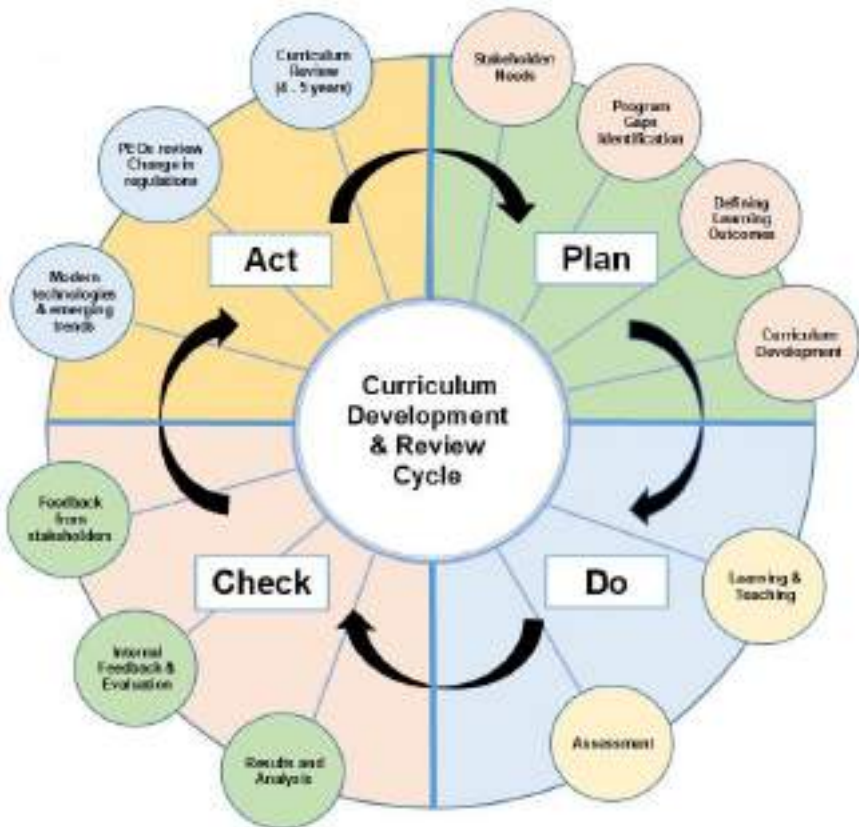 Curriculum
Review
(4 - 5 years)
Stakeholder
Needs
PEOs review
Change in
regulations
Program
Gaps
Identification
Defining
Learning
Outcomes
Modern
technologies
& emerging
trends
Act
Plan
Curriculum
Development
Curriculum
Development
& Review
Cycle
Feedback
from
stakeholders
Check
Do
Learning &
Teaching
Internal
Feedback &
Evaluation
Results and
Analysis
Assessment